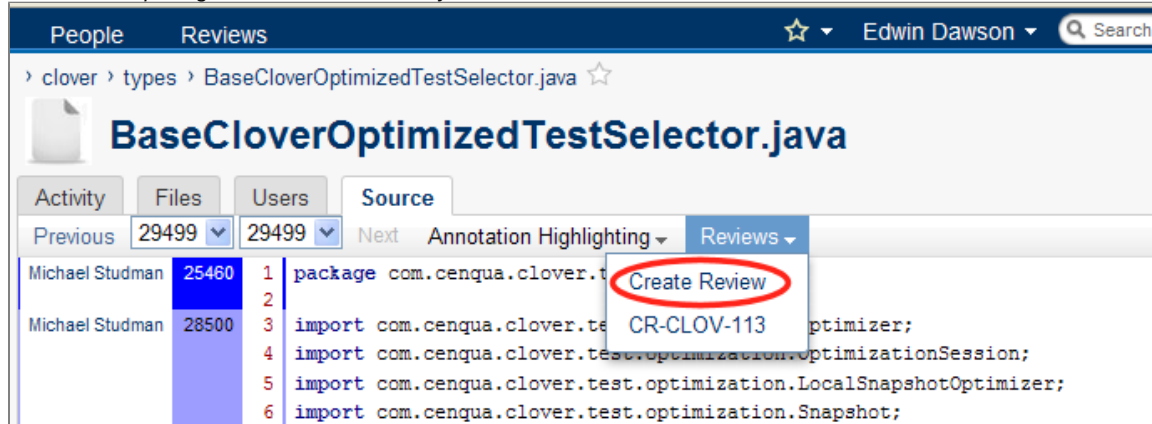 People Reviews Edwin Dawson Search
clover types BaseCloverOptimizedTestSelector.java
BaseCloverOptimizedTestSelector.java
Activity Files Users Source
Previous 29499 29499 Next Annotation Highlighting Reviews
Michael Studman 25460 1 package com.cenqua.clover.t
Create Review
2
Michael Studman 28500 3 import com.cenqua.clover.te ptimizer;
CR-CLOV-113
4 import com.cenqua.clover.test.optimization.OptimizationSession;
5 import com.cenqua.clover.test.optimization.LocalSnapshotOptimizer;
6 import com.cenqua.clover.test.optimization.Snapshot;